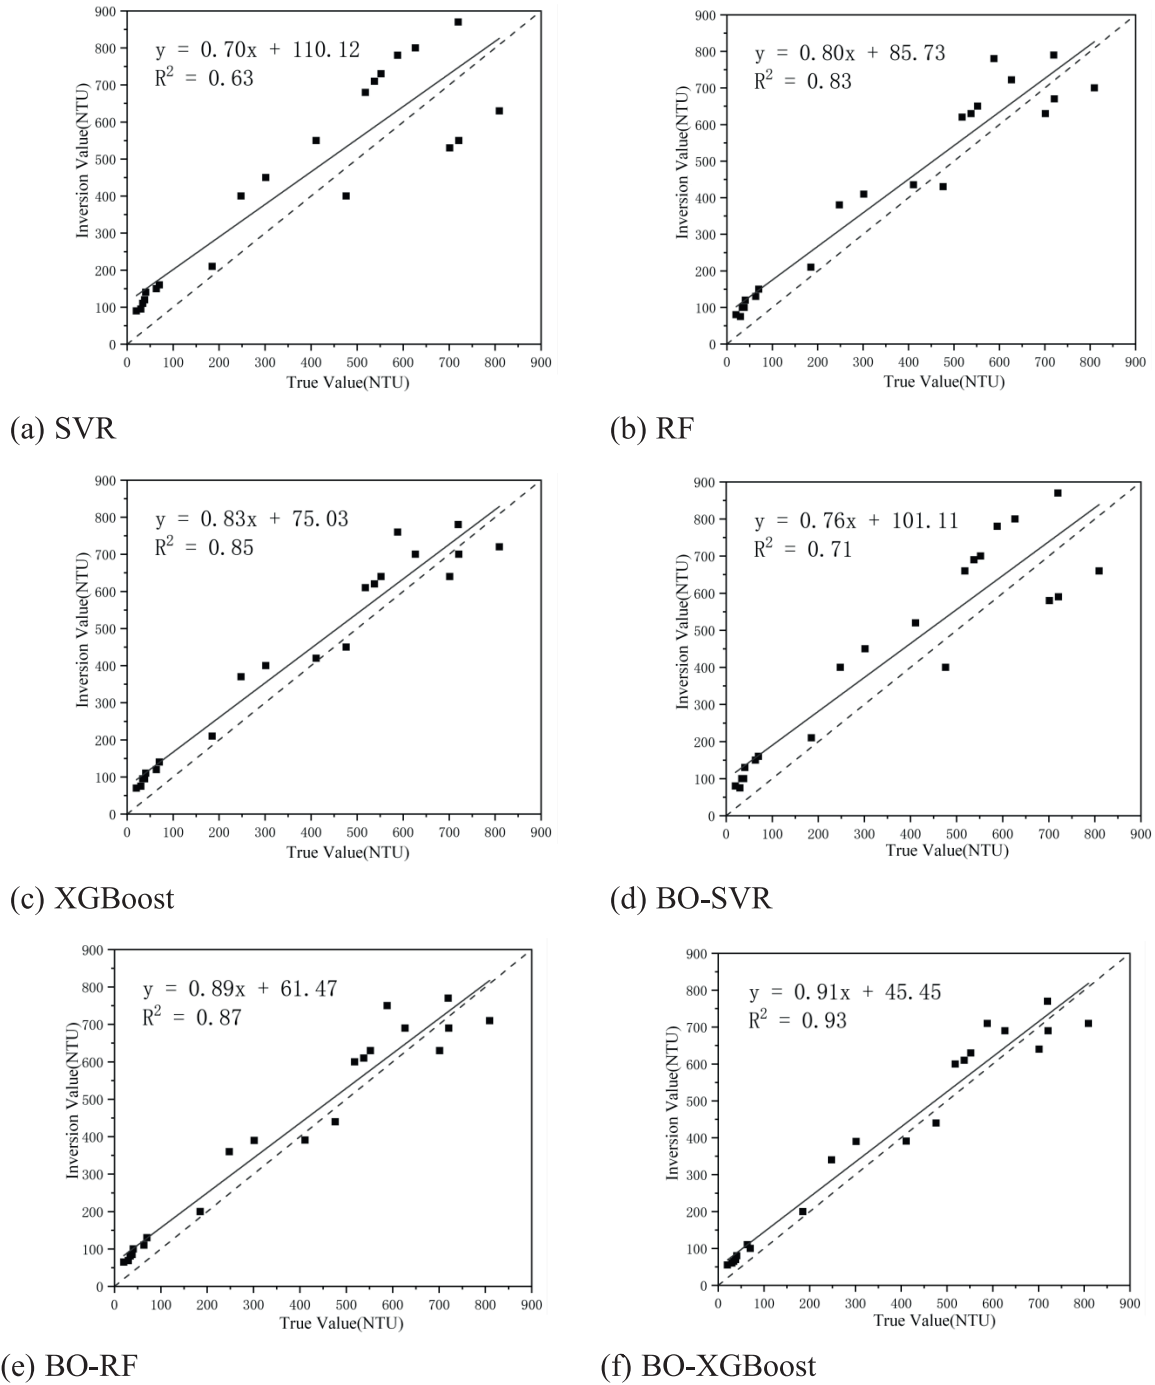 y = 0.70x + 110.12
R² = 0.63
Inversion Value(NTU)
900
800
700
600
500
400
300
200
100
0
0 100 200 300 400 500 600 700 800 900
True Value(NTU)
(a) SVR
y = 0.80x + 85.73
R² = 0.83
Inversion Value(NTU)
900
800
700
600
500
400
300
200
100
0
0 100 200 300 400 500 600 700 800 900
True Value(NTU)
(b) RF
y = 0.83x + 75.03
R² = 0.85
Inversion Value(NTU)
900
800
700
600
500
400
300
200
100
0
0 100 200 300 400 500 600 700 800 900
True Value(NTU)
(c) XGBoost
y = 0.76x + 101.11
R² = 0.71
Inversion Value(NTU)
900
800
700
600
500
400
300
200
100
0
0 100 200 300 400 500 600 700 800 900
True Value(NTU)
(d) BO-SVR
y = 0.89x + 61.47
R² = 0.87
Inversion Value(NTU)
900
800
700
600
500
400
300
200
100
0
0 100 200 300 400 500 600 700 800 900
True Value(NTU)
(e) BO-RF
y = 0.91x + 45.45
R² = 0.93
Inversion Value(NTU)
900
800
700
600
500
400
300
200
100
0
0 100 200 300 400 500 600 700 800 900
True Value(NTU)
(f) BO-XGBoost